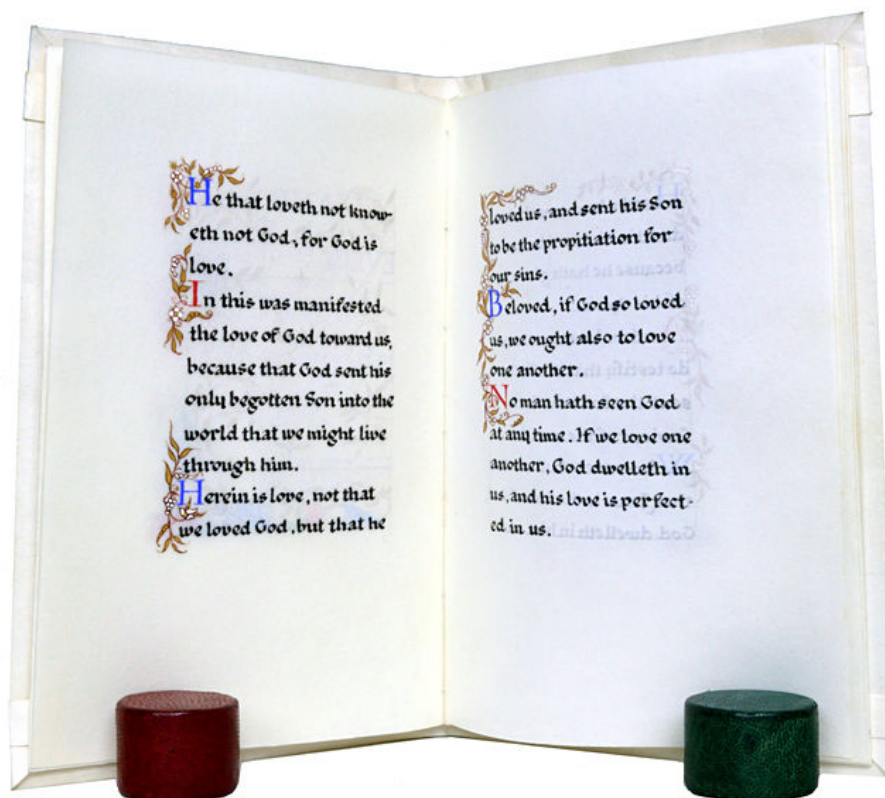 He that loveth not know-
eth not God, for God is
love.
In this was manifested
the love of God toward us,
because that God sent his
only begotten Son into the
world that we might live
through him.
Herein is love, not that
we loved God, but that he
loved us, and sent his Son
to be the propitiation for
our sins.
Beloved, if God so loved
us, we ought also to love
one another.
No man hath seen God
at any time. If we love one
another, God dwelleth in
us, and his love is perfect-
ed in us.